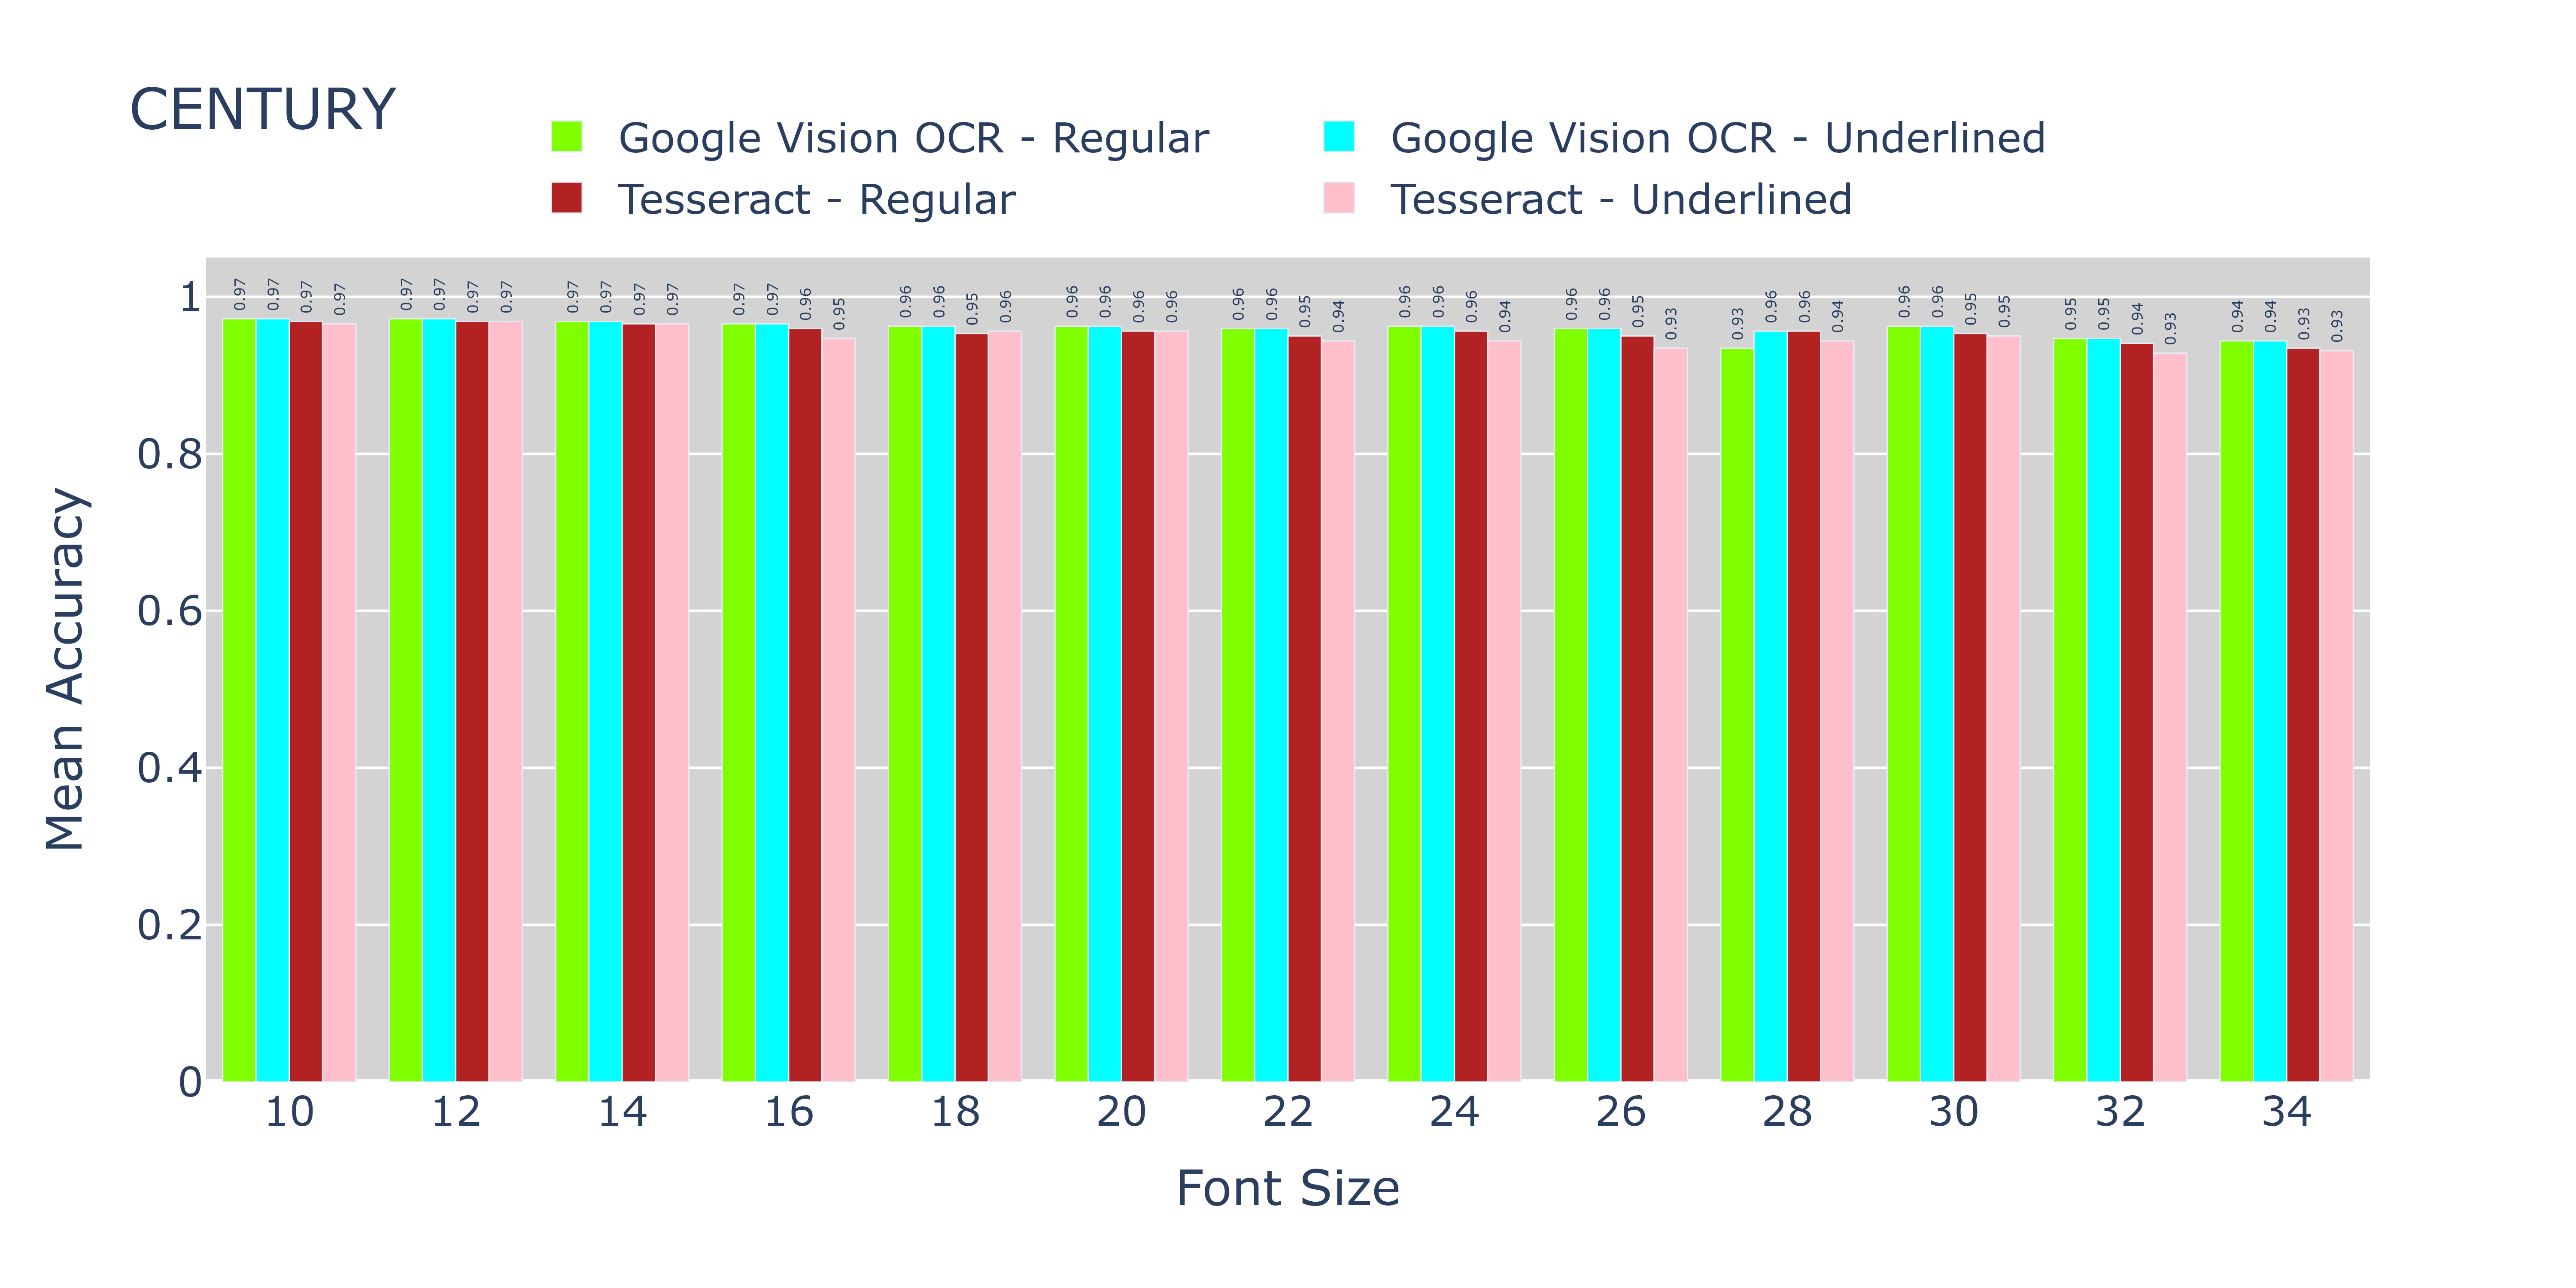 CENTURY
Google Vision OCR - Regular
Google Vision OCR - Underlined
Tesseract - Regular
Tesseract - Underlined
0.97 0.97 0.97 0.97 0.97 0.97 0.97 0.97 0.97 0.97 0.97 0.97 0.97 0.97 0.96 0.95 0.96 0.96 0.95 0.96 0.96 0.96 0.96 0.96 0.96 0.96 0.95 0.94 0.96 0.96 0.96 0.94 0.96 0.96 0.95 0.93 0.93 0.96 0.96 0.94 0.96 0.96 0.95 0.95 0.95 0.95 0.94 0.93 0.94 0.94 0.93 0.93
1
0.8
0.6
0.4
0.2
0
Mean Accuracy
10 12 14 16 18 20 22 24 26 28 30 32 34
Font Size